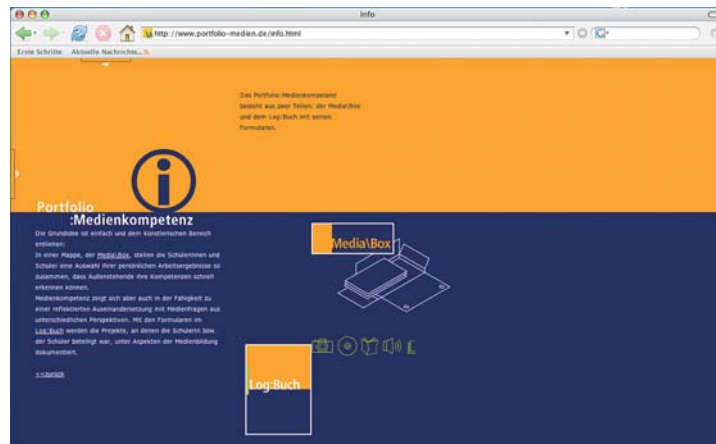 Info
http://www.portfolio-medien.de/info.html
Erste Schritte Aktuelle Nachrichte...
Das Portfolio:Medienkompetenz
besteht aus zwei Teilen: der Media\Box
und dem Log:Buch mit seinen
Formularen.
Portfolio
:Medienkompetenz
Die Grundidee ist einfach und dem künstlerischen Bereich
entliehen:
In einer Mappe, der Media\Box, stellen die Schülerinnen und
Schüler eine Auswahl ihrer persönlichen Arbeitsergebnisse so
zusammen, dass Außenstehende ihre Kompetenzen schnell
erkennen können.
Medienkompetenz zeigt sich aber auch in der Fähigkeit zu
einer reflektierten Auseinandersetzung mit Medienfragen aus
unterschiedlichen Perspektiven. Mit den Formularen im
Log:Buch werden die Projekte, an denen die Schülerin bzw.
der Schüler beteiligt war, unter Aspekten der Medienbildung
dokumentiert.
<<zurück
Media\Box
Log:Buch